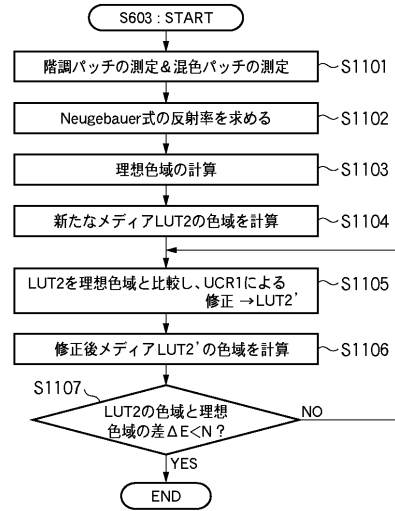 S603 : START
階調パッチの測定&混色パッチの測定
S1101
Neugebauer式の反射率を求める
S1102
理想色域の計算
S1103
新たなメディアLUT2の色域を計算
S1104
LUT2を理想色域と比較し、UCR1による
修正 →LUT2'
S1105
修正後メディアLUT2'の色域を計算
S1106
S1107
LUT2の色域と理想
色域の差ΔE<N?
NO
YES
END